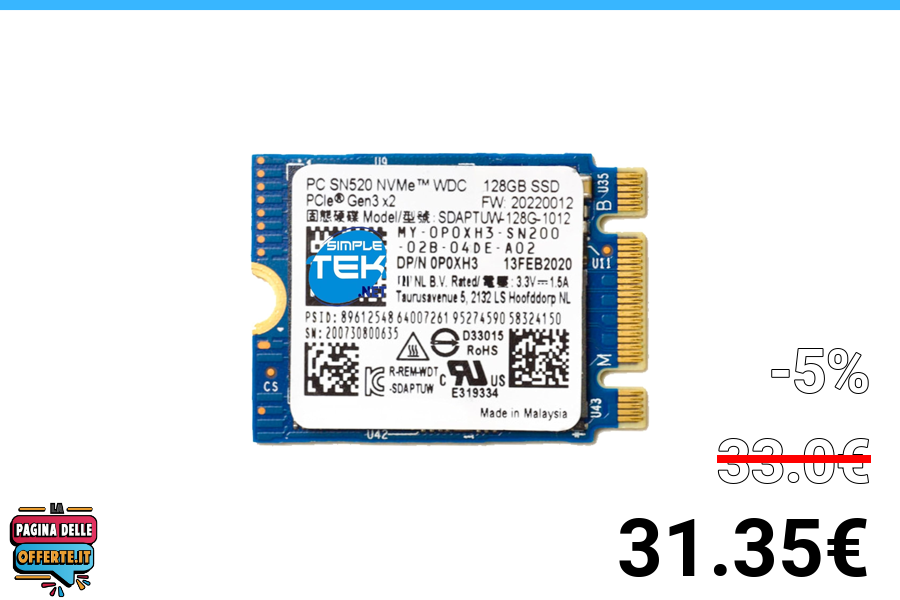 U9
PC SN520 NVMe™ WDC 128GB SSD
PCIe® Gen3 x2 FW: 20220012
固態硬碟 Model/型號: SDAPTUW-128G-1012
MY-0P0XH3-SN200
-02B-04DE-A02
DP/N 0P0XH3 13FEB2020
NL B.V. Rated/ 電壓: 3.3V⎓1.5A
Taurusavenue 5, 2132 LS Hoofddorp NL
SIMPLE
TEK
.NET
PSID: 89612548 64007261 95274590 58324150
SN: 200730800635
D33015
RoHS
R-REM-WDT
-SDAPTUW
C US
E319334
Made in Malaysia
U35
B
U11
M
U43
CS
U42
-5%
33.0€
31.35€
LA
PAGINA DELLE
OFFERTE.IT